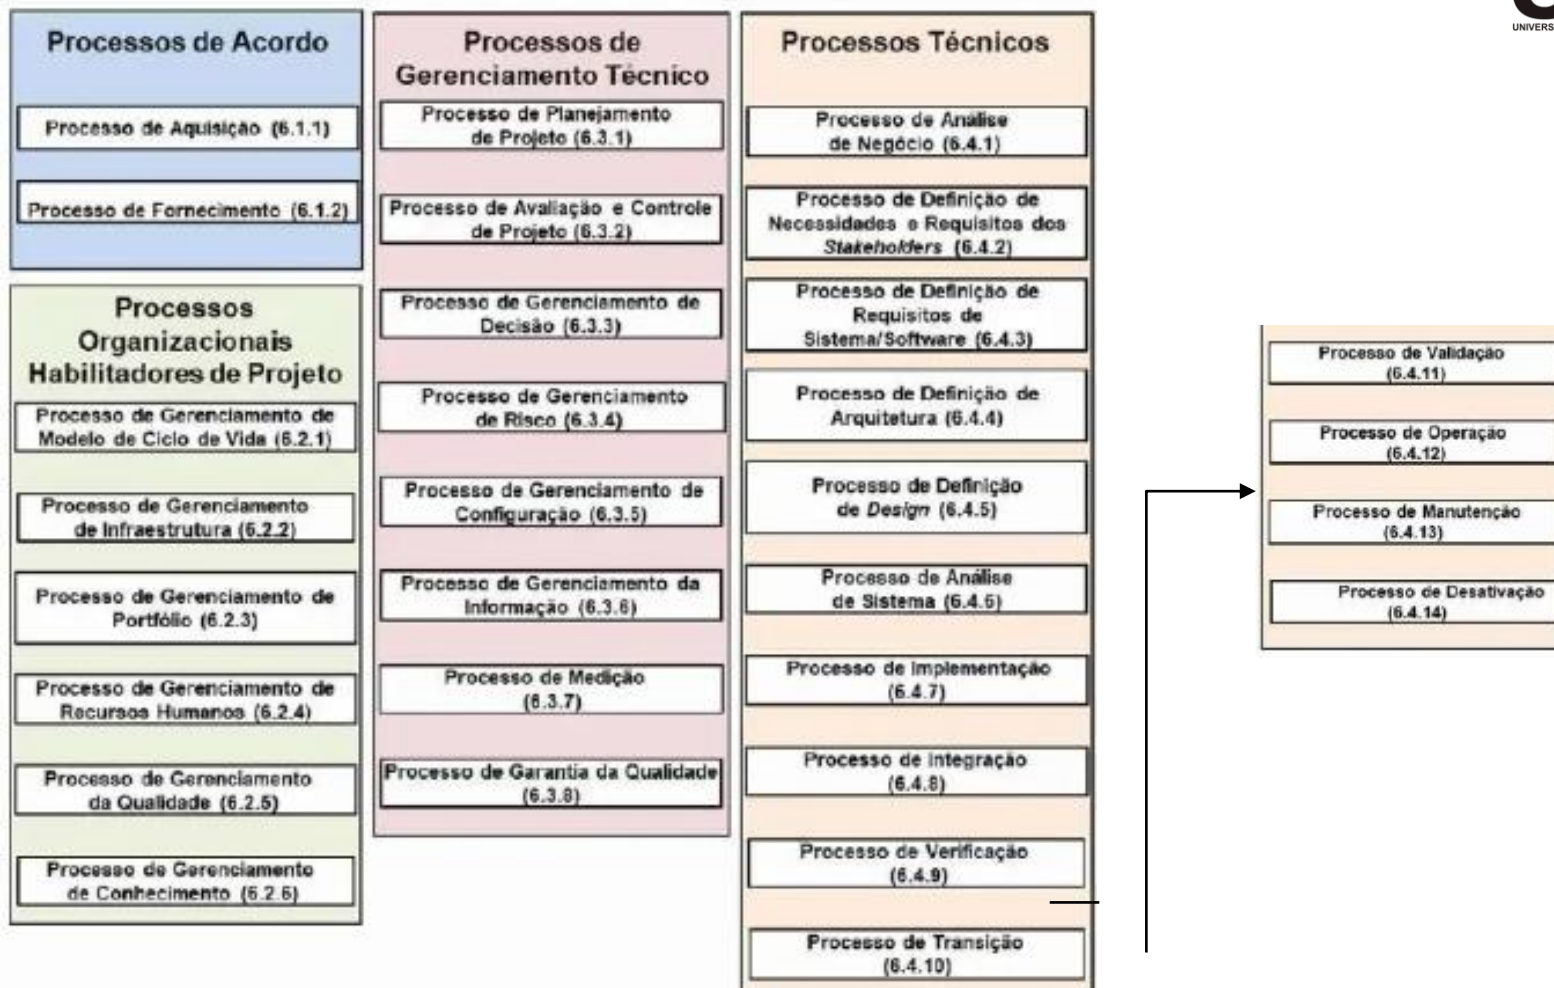 Processos de Acordo
Processo de Aquisição (6.1.1)
Processo de Fornecimento (6.1.2)
Processos
Organizacionais
Habilitadores de Projeto
Processo de Gerenciamento de
Modelo de Ciclo de Vida (6.2.1)
Processo de Gerenciamento
de Infraestrutura (6.2.2)
Processo de Gerenciamento de
Portfólio (6.2.3)
Processo de Gerenciamento de
Recursos Humanos (6.2.4)
Processo de Gerenciamento
da Qualidade (6.2.5)
Processo de Gerenciamento
de Conhecimento (6.2.6)
Processos de
Gerenciamento Técnico
Processo de Planejamento
de Projeto (6.3.1)
Processo de Avaliação e Controle
de Projeto (6.3.2)
Processo de Gerenciamento de
Decisão (6.3.3)
Processo de Gerenciamento
de Risco (6.3.4)
Processo de Gerenciamento de
Configuração (6.3.5)
Processo de Gerenciamento da
Informação (6.3.6)
Processo de Medição
(6.3.7)
Processo de Garantia da Qualidade
(6.3.8)
Processos Técnicos
Processo de Análise
de Negócio (6.4.1)
Processo de Definição de
Necessidades e Requisitos dos
Stakeholders (6.4.2)
Processo de Definição de
Requisitos de
Sistema/Software (6.4.3)
Processo de Definição de
Arquitetura (6.4.4)
Processo de Definição
de Design (6.4.5)
Processo de Análise
de Sistema (6.4.6)
Processo de Implementação
(6.4.7)
Processo de Integração
(6.4.8)
Processo de Verificação
(6.4.9)
Processo de Transição
(6.4.10)
Processo de Validação
(6.4.11)
Processo de Operação
(6.4.12)
Processo de Manutenção
(6.4.13)
Processo de Desativação
(6.4.14)
UNIVERS